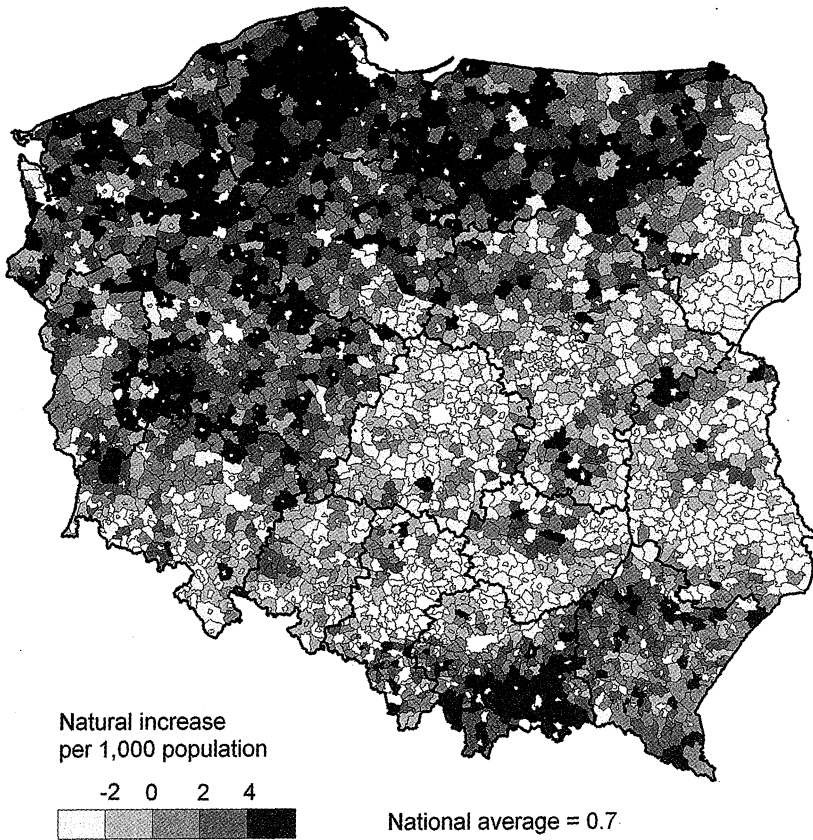 Natural increase
per 1,000 population
-2 0 2 4
National average = 0.7